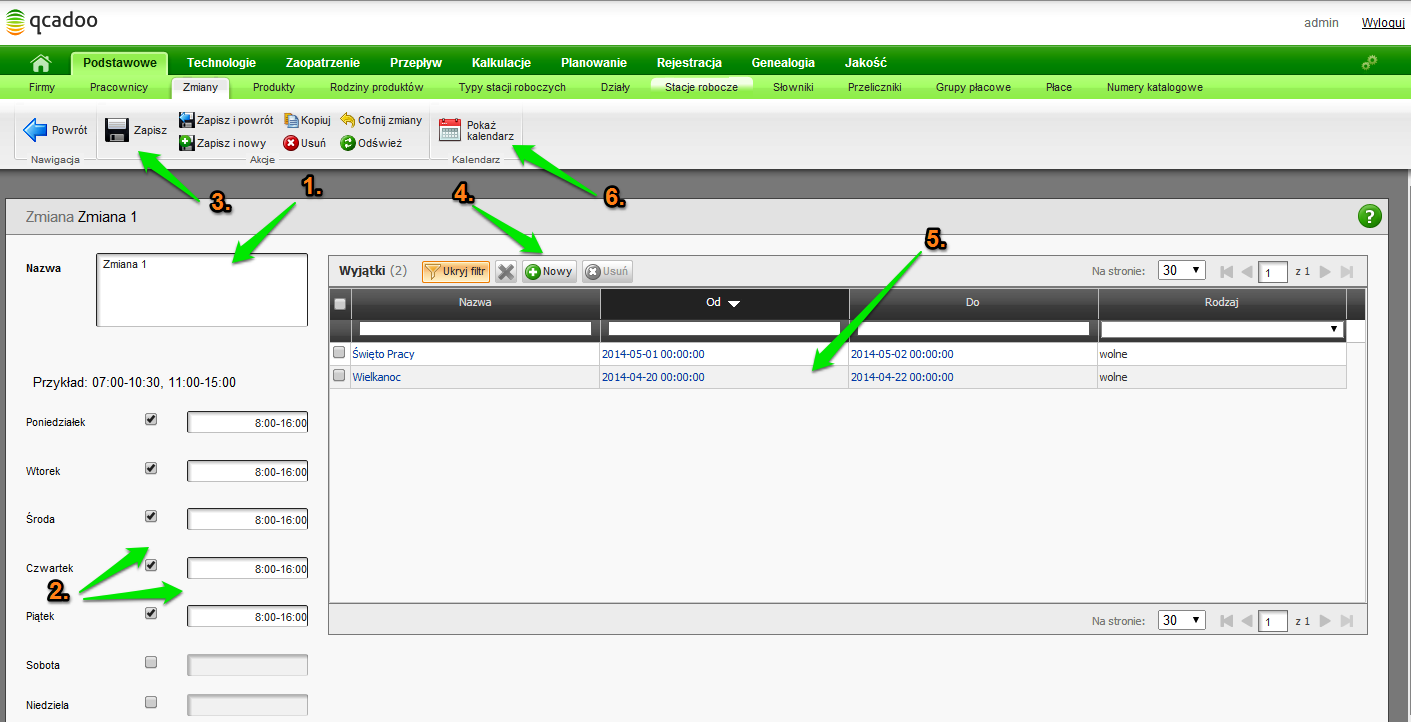 qcadoo
admin Wyloguj
Podstawowe Technologie Zaopatrzenie Przepływ Kalkulacje Planowanie Rejestracja Genealogia Jakość
Firmy Pracownicy Zmiany Produkty Rodziny produktów Typy stacji roboczych Działy Stacje robocze Słowniki Przeliczniki Grupy płacowe Płace Numery katalogowe
Powrót Zapisz Zapisz i powrót Kopiuj Cofnij zmiany Pokaż kalendarz
Zapisz i nowy Usuń Odśwież
Nawigacja Akcje Kalendarz
3. 1. 4. 6.
Zmiana Zmiana 1 ?
5.
Nazwa Zmiana 1
Wyjątki (2) Ukryj filtr Nowy Usuń Na stronie: 30 1 z 1
Nazwa Od Do Rodzaj
Święto Pracy 2014-05-01 00:00:00 2014-05-02 00:00:00 wolne
Wielkanoc 2014-04-20 00:00:00 2014-04-22 00:00:00 wolne
Przykład: 07:00-10:30, 11:00-15:00
Poniedziałek 8:00-16:00
Wtorek 8:00-16:00
Środa 8:00-16:00
Czwartek 8:00-16:00
2.
Piątek 8:00-16:00
Na stronie: 30 1 z 1
Sobota
Niedziela